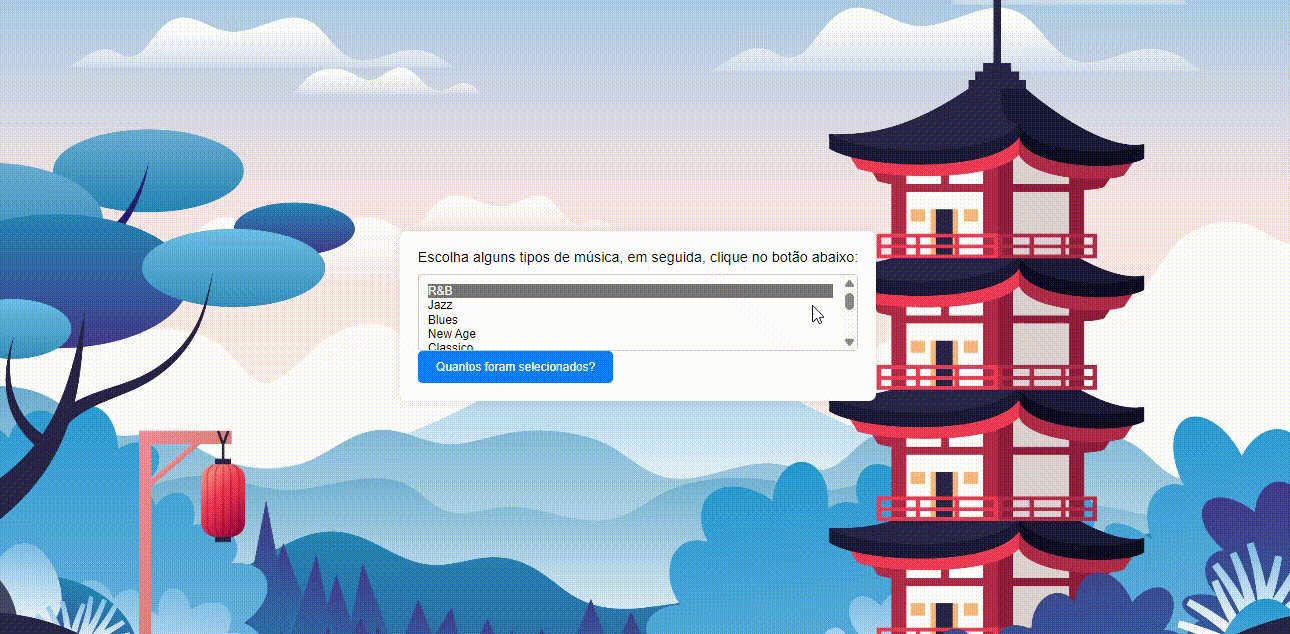 Escolha alguns tipos de música, em seguida, clique no botão abaixo:
R&B
Jazz
Blues
New Age
Classico
Quantos foram selecionados?